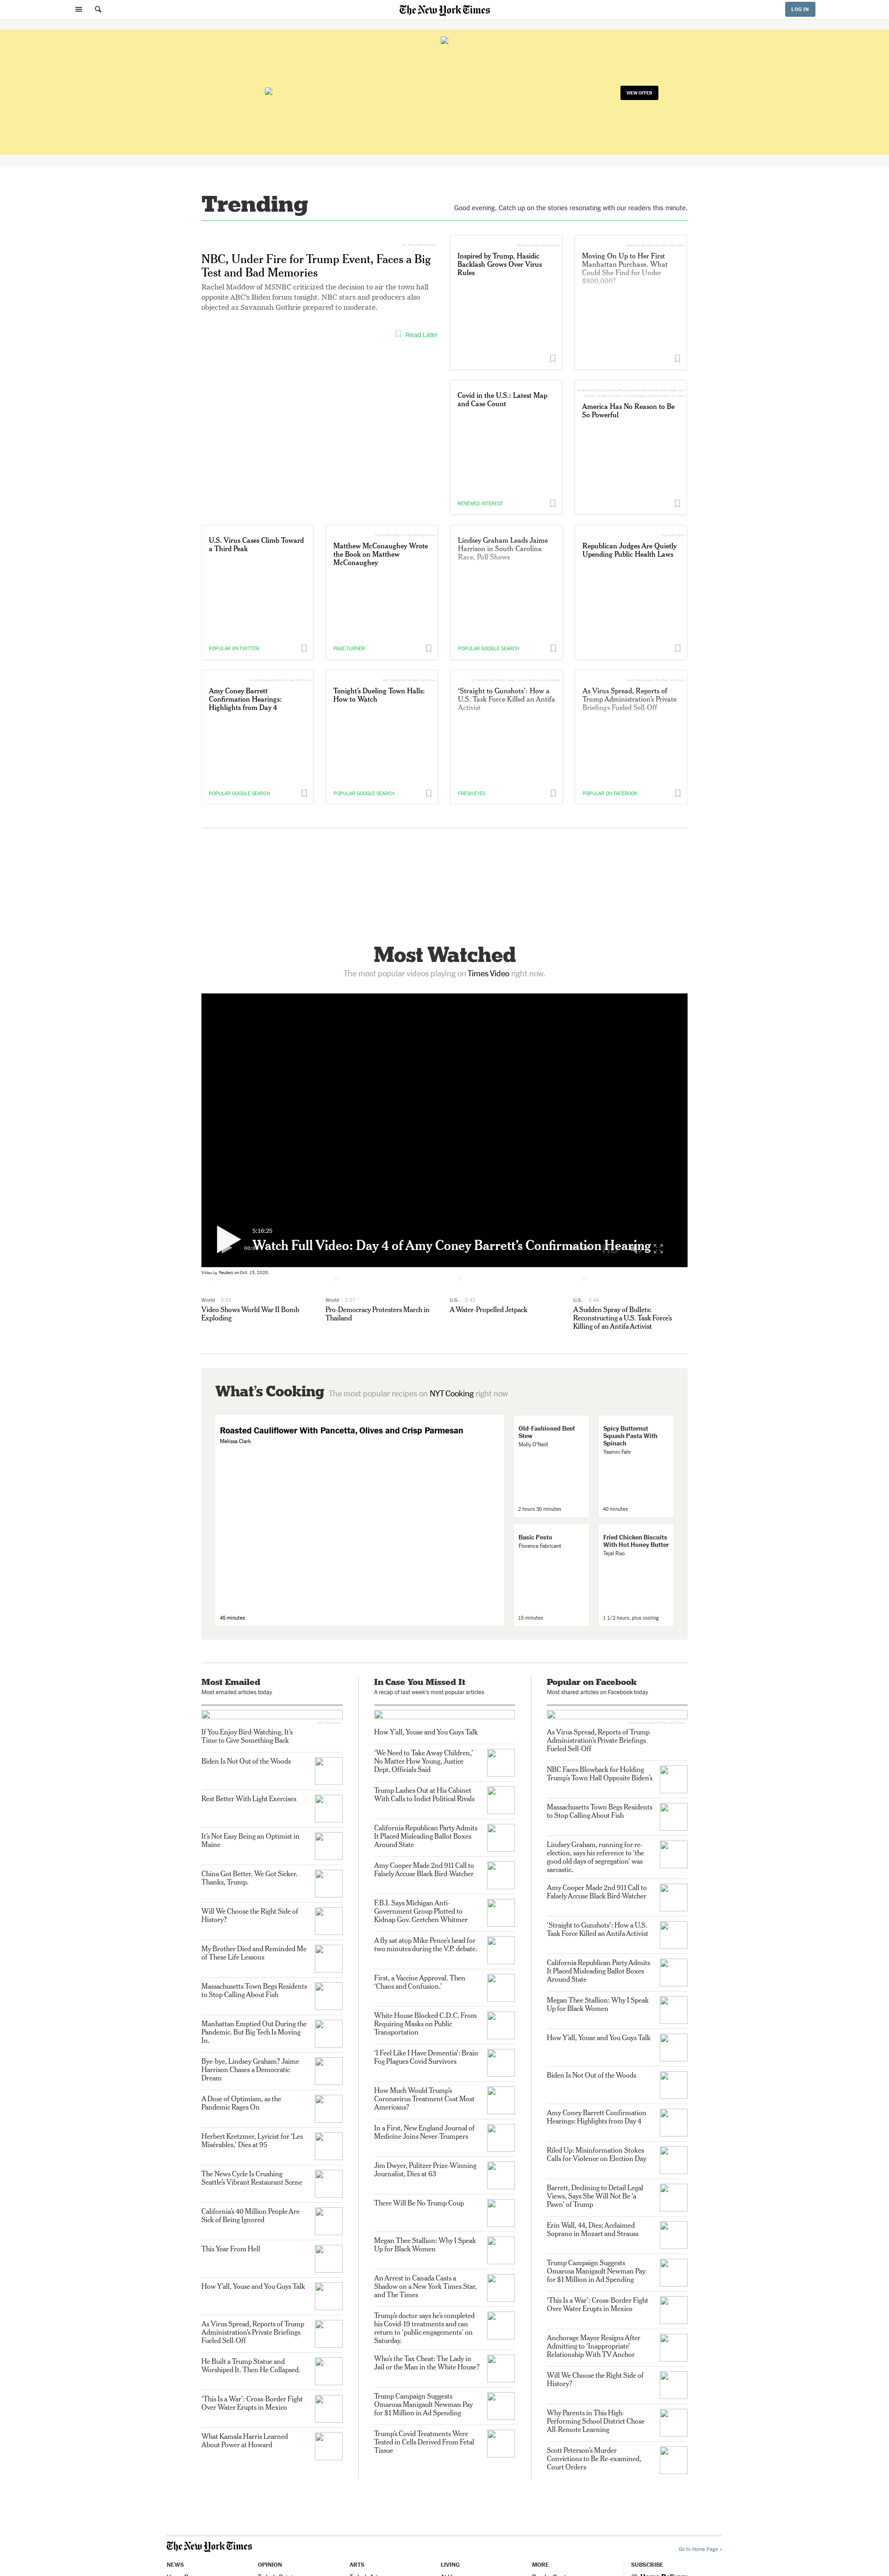 The New York Times
LOG IN
VIEW OFFER
Trending
Good evening. Catch up on the stories resonating with our readers this minute.
NBC, Under Fire for Trump Event, Faces a Big
Test and Bad Memories
Rachel Maddow of MSNBC criticized the decision to air the town hall
opposite ABC's Biden forum tonight. NBC stars and producers also
objected as Savannah Guthrie prepared to moderate.
Read Later
Inspired by Trump, Hasidic
Backlash Grows Over Virus
Rules
Moving On Up to Her First
Manhattan Purchase. What
Could She Find for Under
$800,000?
Covid in the U.S.: Latest Map
and Case Count
RENEWED INTEREST
America Has No Reason to Be
So Powerful
U.S. Virus Cases Climb Toward
a Third Peak
POPULAR ON TWITTER
Matthew McConaughey Wrote
the Book on Matthew
McConaughey
PAGE-TURNER
Lindsey Graham Leads Jaime
Harrison in South Carolina
Race, Poll Shows
POPULAR GOOGLE SEARCH
Republican Judges Are Quietly
Upending Public Health Laws
Amy Coney Barrett
Confirmation Hearings:
Highlights from Day 4
POPULAR GOOGLE SEARCH
Tonight's Dueling Town Halls:
How to Watch
POPULAR GOOGLE SEARCH
'Straight to Gunshots': How a
U.S. Task Force Killed an Antifa
Activist
FRESH EYES
As Virus Spread, Reports of
Trump Administration's Private
Briefings Fueled Sell-Off
POPULAR ON FACEBOOK
Most Watched
The most popular videos playing on Times Video right now.
5:16:25
Watch Full Video: Day 4 of Amy Coney Barrett's Confirmation Hearing
Video by Reuters on Oct. 15, 2020.
World 0:33
Video Shows World War II Bomb
Exploding
World 0:57
Pro-Democracy Protesters March in
Thailand
U.S. 0:42
A Water-Propelled Jetpack
U.S. 3:44
A Sudden Spray of Bullets:
Reconstructing a U.S. Task Force's
Killing of an Antifa Activist
What's Cooking The most popular recipes on NYT Cooking right now
Roasted Cauliflower With Pancetta, Olives and Crisp Parmesan
Melissa Clark
45 minutes
Old-Fashioned Beef
Stew
Molly O'Neill
2 hours 30 minutes
Spicy Butternut
Squash Pasta With
Spinach
Yasmin Fahr
40 minutes
Basic Pesto
Florence Fabricant
15 minutes
Fried Chicken Biscuits
With Hot Honey Butter
Tejal Rao
1 1/2 hours, plus cooling
Most Emailed
Most emailed articles today
If You Enjoy Bird-Watching, It's
Time to Give Something Back
Biden Is Not Out of the Woods
Rest Better With Light Exercises
It's Not Easy Being an Optimist in
Maine
China Got Better. We Got Sicker.
Thanks, Trump.
Will We Choose the Right Side of
History?
My Brother Died and Reminded Me
of These Life Lessons
Massachusetts Town Begs Residents
to Stop Calling About Fish
Manhattan Emptied Out During the
Pandemic. But Big Tech Is Moving
In.
Bye-bye, Lindsey Graham? Jaime
Harrison Chases a Democratic
Dream
A Dose of Optimism, as the
Pandemic Rages On
Herbert Kretzmer, Lyricist for 'Les
Misérables,' Dies at 95
The News Cycle Is Crushing
Seattle's Vibrant Restaurant Scene
California's 40 Million People Are
Sick of Being Ignored
This Year From Hell
How Y'all, Youse and You Guys Talk
As Virus Spread, Reports of Trump
Administration's Private Briefings
Fueled Sell-Off
He Built a Trump Statue and
Worshiped It. Then He Collapsed.
'This Is a War': Cross-Border Fight
Over Water Erupts in Mexico
What Kamala Harris Learned
About Power at Howard
In Case You Missed It
A recap of last week's most popular articles
How Y'all, Youse and You Guys Talk
'We Need to Take Away Children,'
No Matter How Young, Justice
Dept. Officials Said
Trump Lashes Out at His Cabinet
With Calls to Indict Political Rivals
California Republican Party Admits
It Placed Misleading Ballot Boxes
Around State
Amy Cooper Made 2nd 911 Call to
Falsely Accuse Black Bird-Watcher
F.B.I. Says Michigan Anti-
Government Group Plotted to
Kidnap Gov. Gretchen Whitmer
A fly sat atop Mike Pence's head for
two minutes during the V.P. debate.
First, a Vaccine Approval. Then
'Chaos and Confusion.'
White House Blocked C.D.C. From
Requiring Masks on Public
Transportation
'I Feel Like I Have Dementia': Brain
Fog Plagues Covid Survivors
How Much Would Trump's
Coronavirus Treatment Cost Most
Americans?
In a First, New England Journal of
Medicine Joins Never-Trumpers
Jim Dwyer, Pulitzer Prize-Winning
Journalist, Dies at 63
There Will Be No Trump Coup
Megan Thee Stallion: Why I Speak
Up for Black Women
An Arrest in Canada Casts a
Shadow on a New York Times Star,
and The Times
Trump's doctor says he's completed
his Covid-19 treatments and can
return to 'public engagements' on
Saturday.
Who's the Tax Cheat: The Lady in
Jail or the Man in the White House?
Trump Campaign Suggests
Omarosa Manigault Newman Pay
for $1 Million in Ad Spending
Trump's Covid Treatments Were
Tested in Cells Derived From Fetal
Tissue
Popular on Facebook
Most shared articles on Facebook today
As Virus Spread, Reports of Trump
Administration's Private Briefings
Fueled Sell-Off
NBC Faces Blowback for Holding
Trump's Town Hall Opposite Biden's
Massachusetts Town Begs Residents
to Stop Calling About Fish
Lindsey Graham, running for re-
election, says his reference to 'the
good old days of segregation' was
sarcastic.
Amy Cooper Made 2nd 911 Call to
Falsely Accuse Black Bird-Watcher
'Straight to Gunshots': How a U.S.
Task Force Killed an Antifa Activist
California Republican Party Admits
It Placed Misleading Ballot Boxes
Around State
Megan Thee Stallion: Why I Speak
Up for Black Women
How Y'all, Youse and You Guys Talk
Biden Is Not Out of the Woods
Amy Coney Barrett Confirmation
Hearings: Highlights from Day 4
Riled Up: Misinformation Stokes
Calls for Violence on Election Day
Barrett, Declining to Detail Legal
Views, Says She Will Not Be 'a
Pawn' of Trump
Erin Wall, 44, Dies; Acclaimed
Soprano in Mozart and Strauss
Trump Campaign Suggests
Omarosa Manigault Newman Pay
for $1 Million in Ad Spending
'This Is a War': Cross-Border Fight
Over Water Erupts in Mexico
Anchorage Mayor Resigns After
Admitting to 'Inappropriate'
Relationship With TV Anchor
Will We Choose the Right Side of
History?
Why Parents in This High-
Performing School District Chose
All-Remote Learning
Scott Peterson's Murder
Convictions to Be Re-examined,
Court Orders
The New York Times
Go to Home Page »
NEWS
OPINION
ARTS
LIVING
MORE
SUBSCRIBE